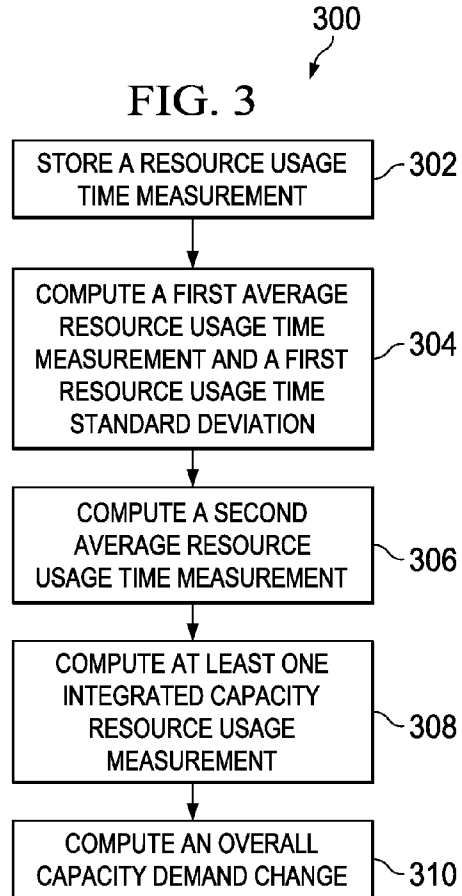 300
FIG. 3
STORE A RESOURCE USAGE
TIME MEASUREMENT
302
COMPUTE A FIRST AVERAGE
RESOURCE USAGE TIME
MEASUREMENT AND A FIRST
RESOURCE USAGE TIME
STANDARD DEVIATION
304
COMPUTE A SECOND
AVERAGE RESOURCE
USAGE TIME MEASUREMENT
306
COMPUTE AT LEAST ONE
INTEGRATED CAPACITY
RESOURCE USAGE
MEASUREMENT
308
COMPUTE AN OVERALL
CAPACITY DEMAND CHANGE
310